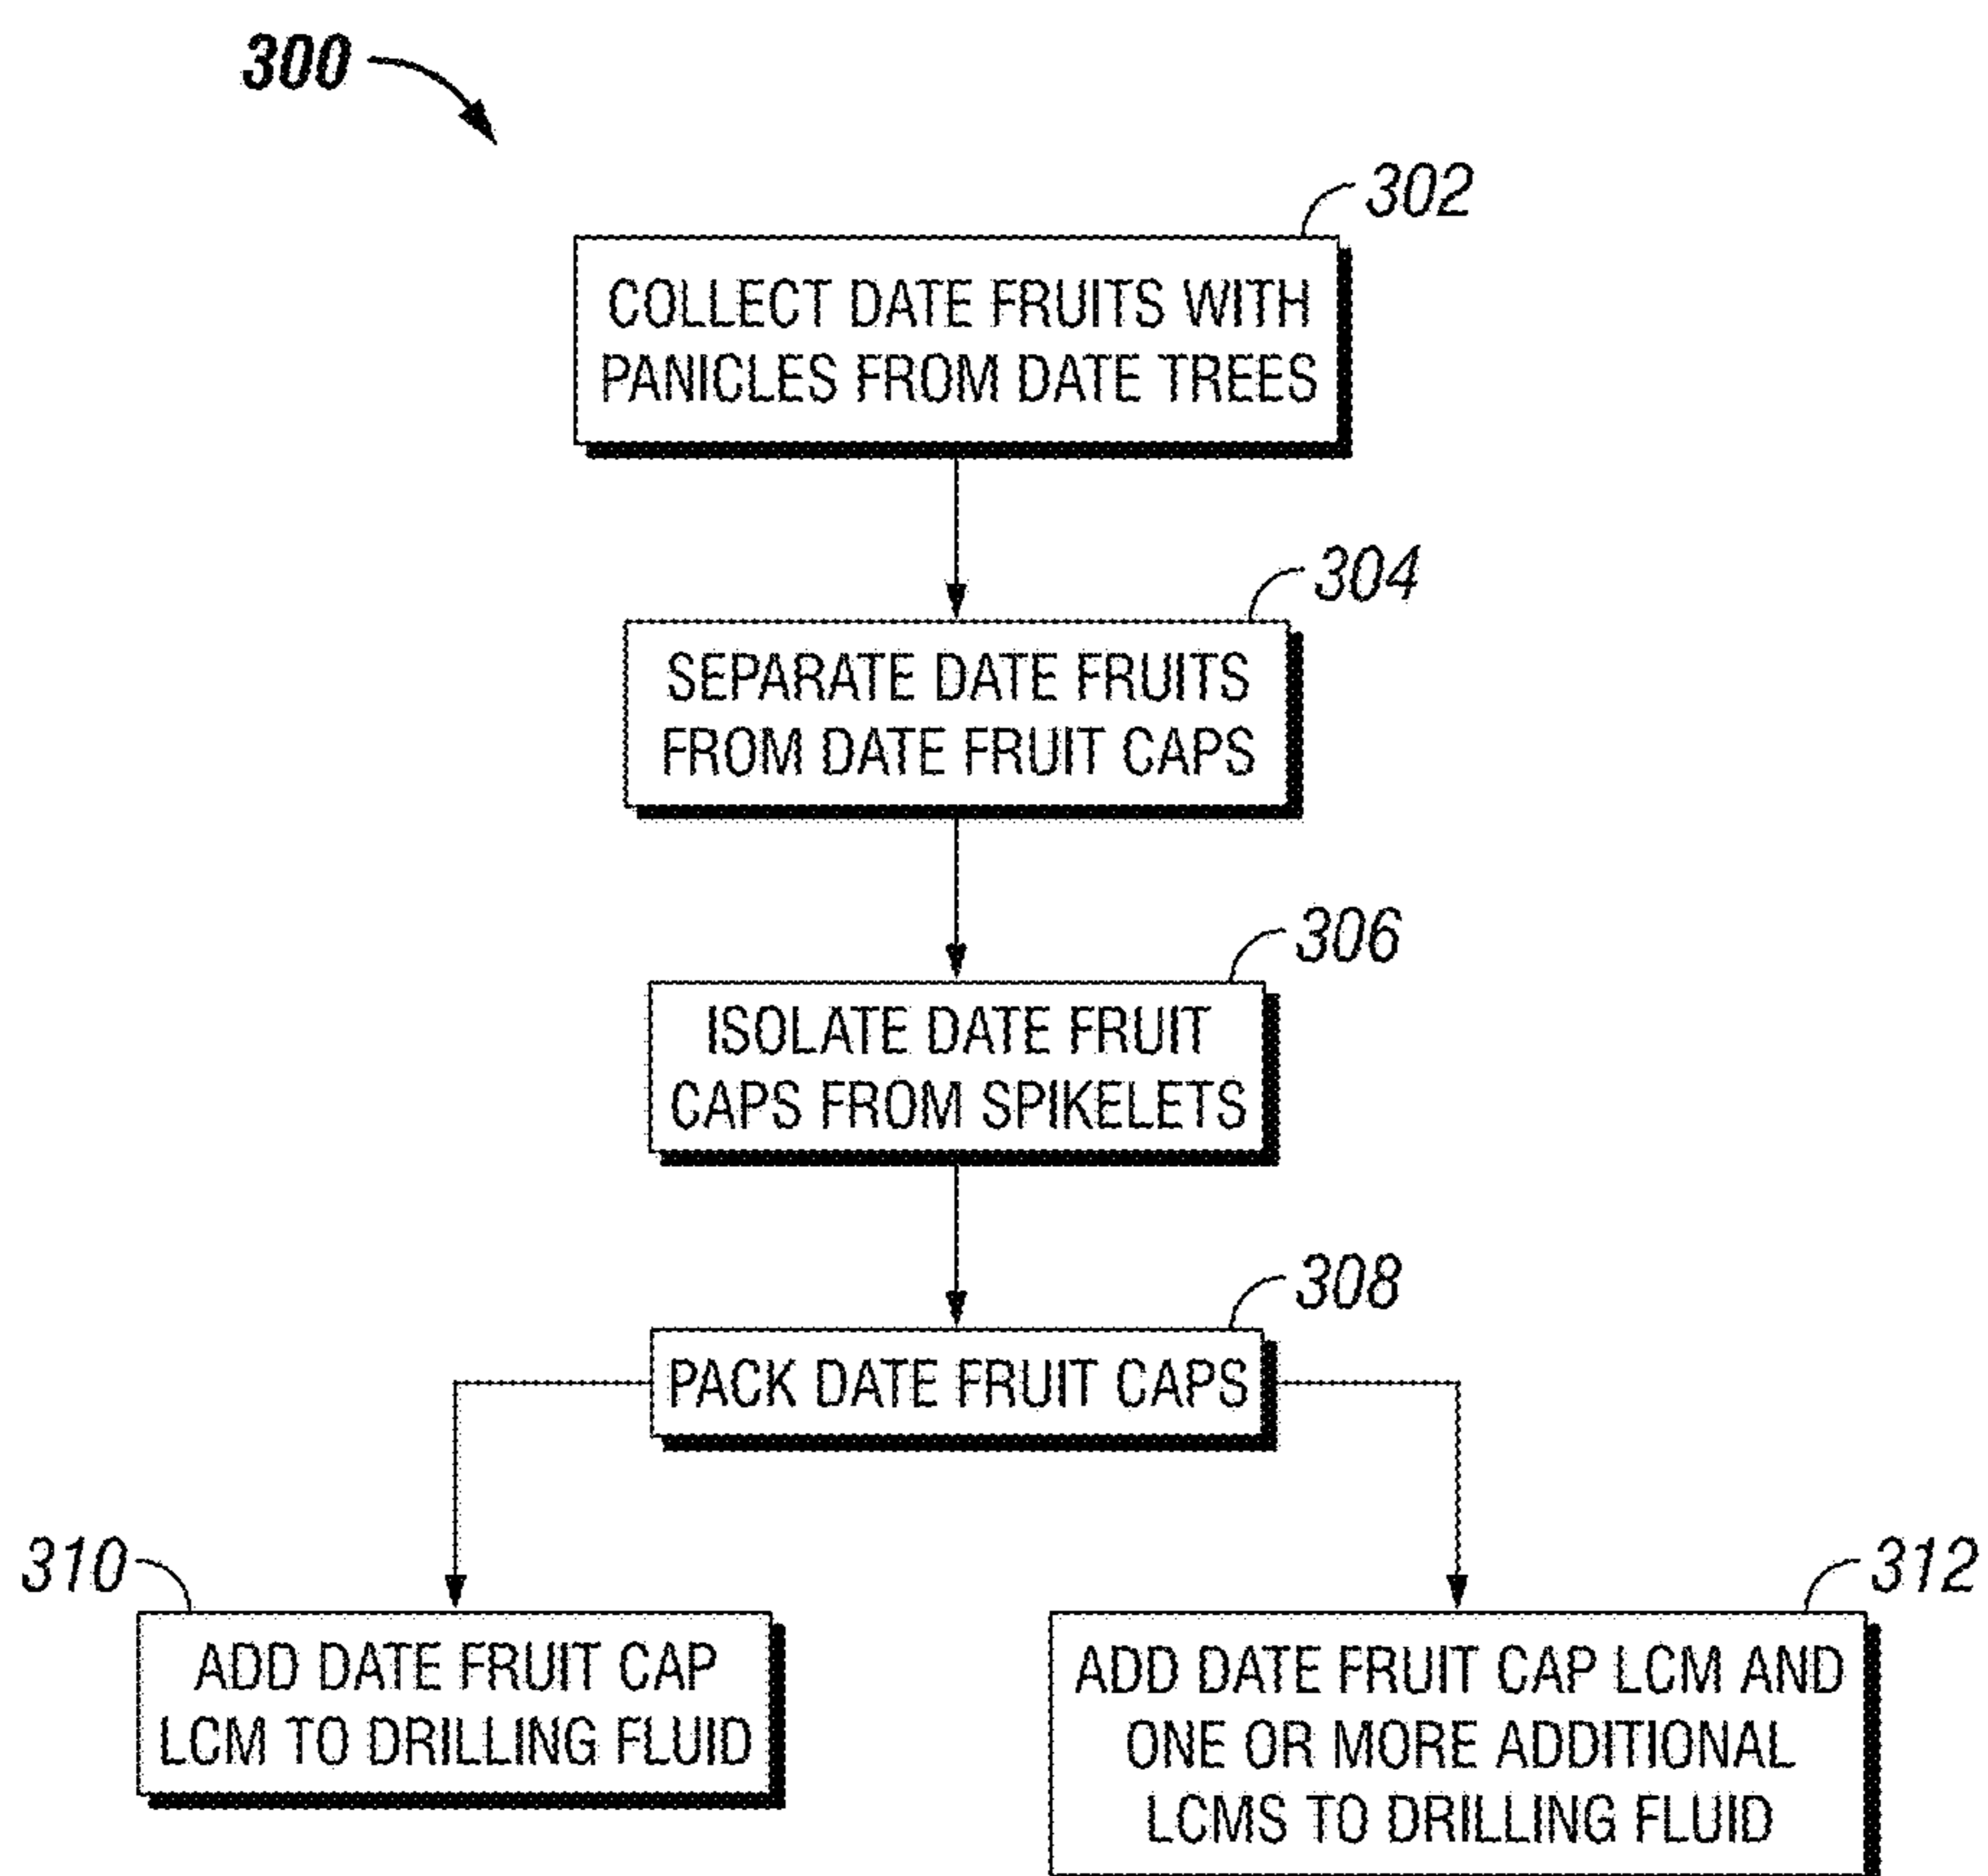 300
302
COLLECT DATE FRUITS WITH
PANICLES FROM DATE TREES
304
SEPARATE DATE FRUITS
FROM DATE FRUIT CAPS
306
ISOLATE DATE FRUIT
CAPS FROM SPIKELETS
308
PACK DATE FRUIT CAPS
310
ADD DATE FRUIT CAP
LCM TO DRILLING FLUID
312
ADD DATE FRUIT CAP LCM AND
ONE OR MORE ADDITIONAL
LCMS TO DRILLING FLUID